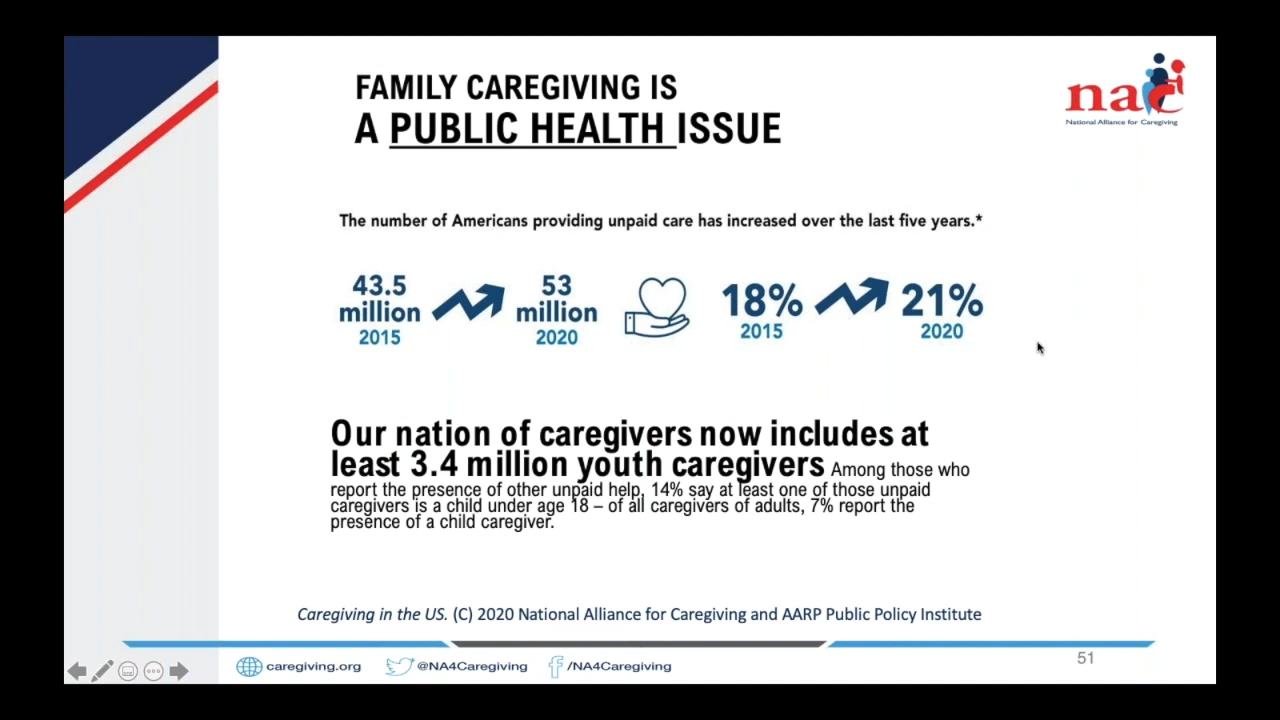 FAMILY CAREGIVING IS
A PUBLIC HEALTH ISSUE
nac
National Alliance for Caregiving
The number of Americans providing unpaid care has increased over the last five years.*
43.5
million
2015
53
million
2020
18%
2015
21%
2020
Our nation of caregivers now includes at
least 3.4 million youth caregivers Among those who
report the presence of other unpaid help, 14% say at least one of those unpaid
caregivers is a child under age 18 – of all caregivers of adults, 7% report the
presence of a child caregiver.
Caregiving in the US. (C) 2020 National Alliance for Caregiving and AARP Public Policy Institute
caregiving.org @NA4Caregiving /NA4Caregiving
51